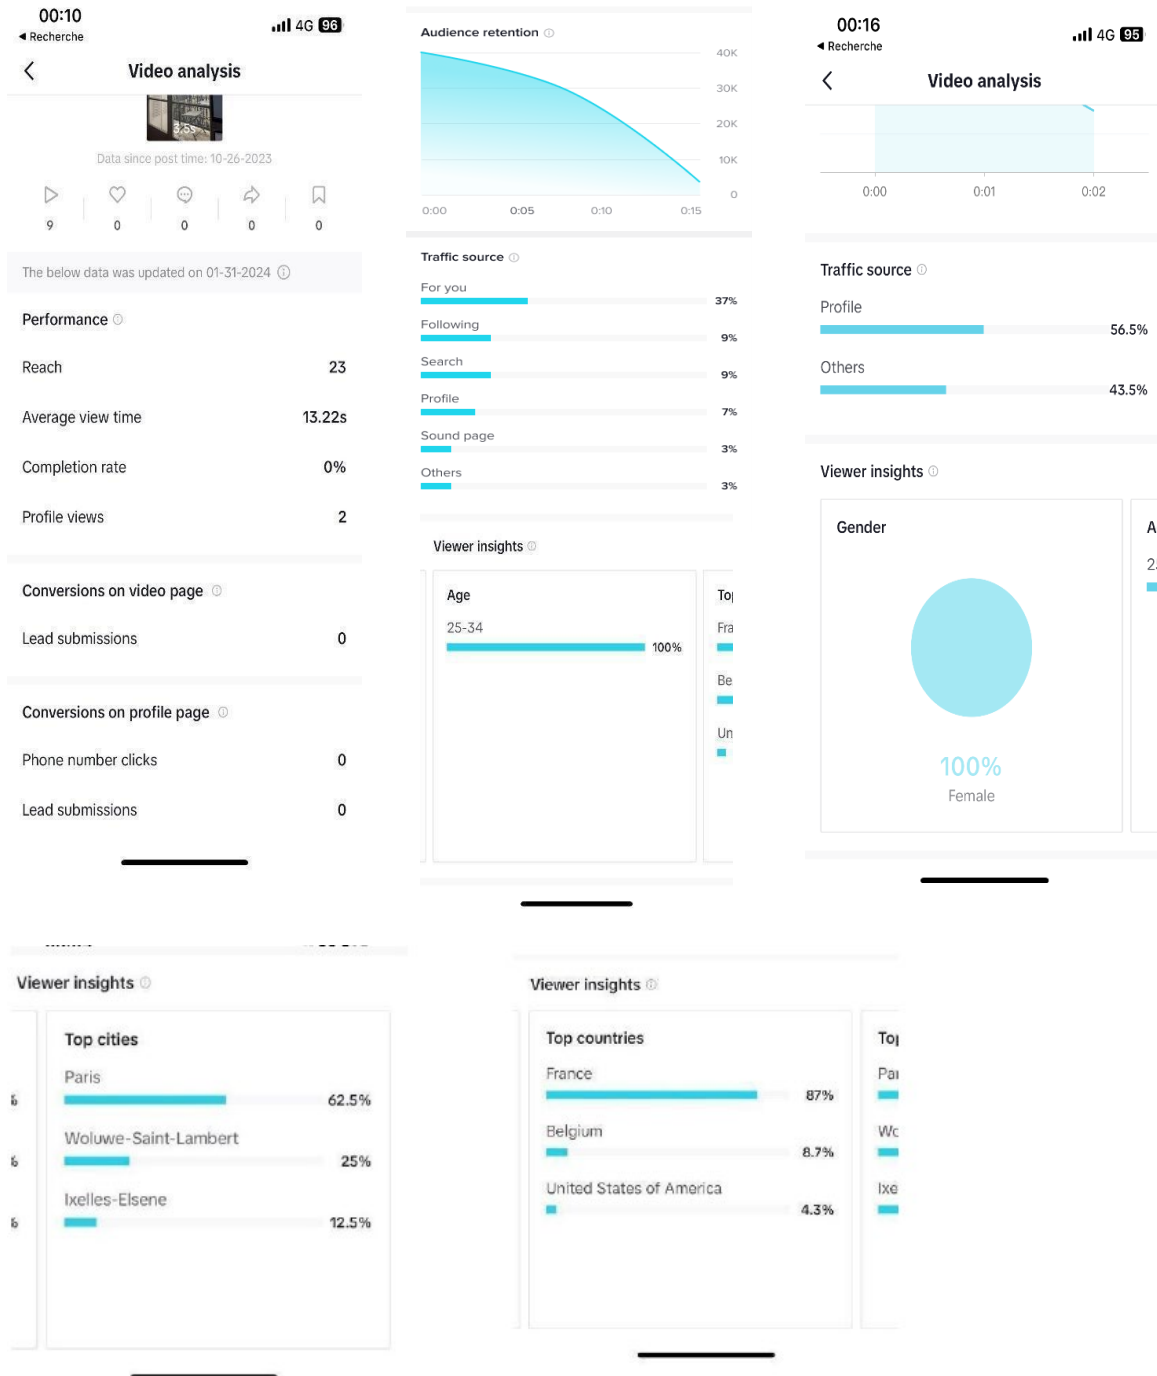 00:10
4G 96
◀ Recherche
Video analysis
3,5s
Data since post time: 10-26-2023
9 0 0 0 0
The below data was updated on 01-31-2024
Performance
Reach 23
Average view time 13.22s
Completion rate 0%
Profile views 2
Conversions on video page
Lead submissions 0
Conversions on profile page
Phone number clicks 0
Lead submissions 0
Audience retention
40K
30K
20K
10K
0
0:00 0:05 0:10 0:15
Traffic source
For you
37%
Following
9%
Search
9%
Profile
7%
Sound page
3%
Others
3%
Viewer insights
Age
25-34
100%
Top
Fra
Be
Un
00:16
4G 95
◀ Recherche
Video analysis
0:00 0:01 0:02
Traffic source
Profile
56.5%
Others
43.5%
Viewer insights
Gender
100%
Female
A
2
Viewer insights
Top cities
Paris
62.5%
Woluwe-Saint-Lambert
25%
Ixelles-Elsene
12.5%
Viewer insights
Top countries
France
87%
Belgium
8.7%
United States of America
4.3%
Top
Par
Wo
Ixe